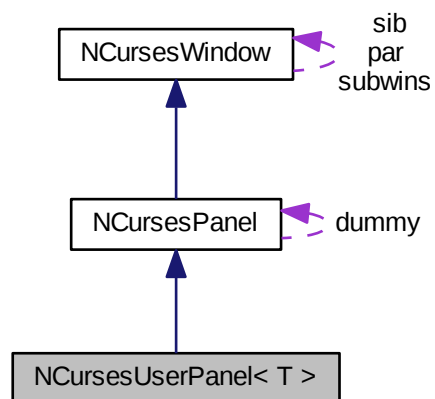 sib
NCursesWindow
par
subwins
NCursesPanel
dummy
NCursesUserPanel< T >